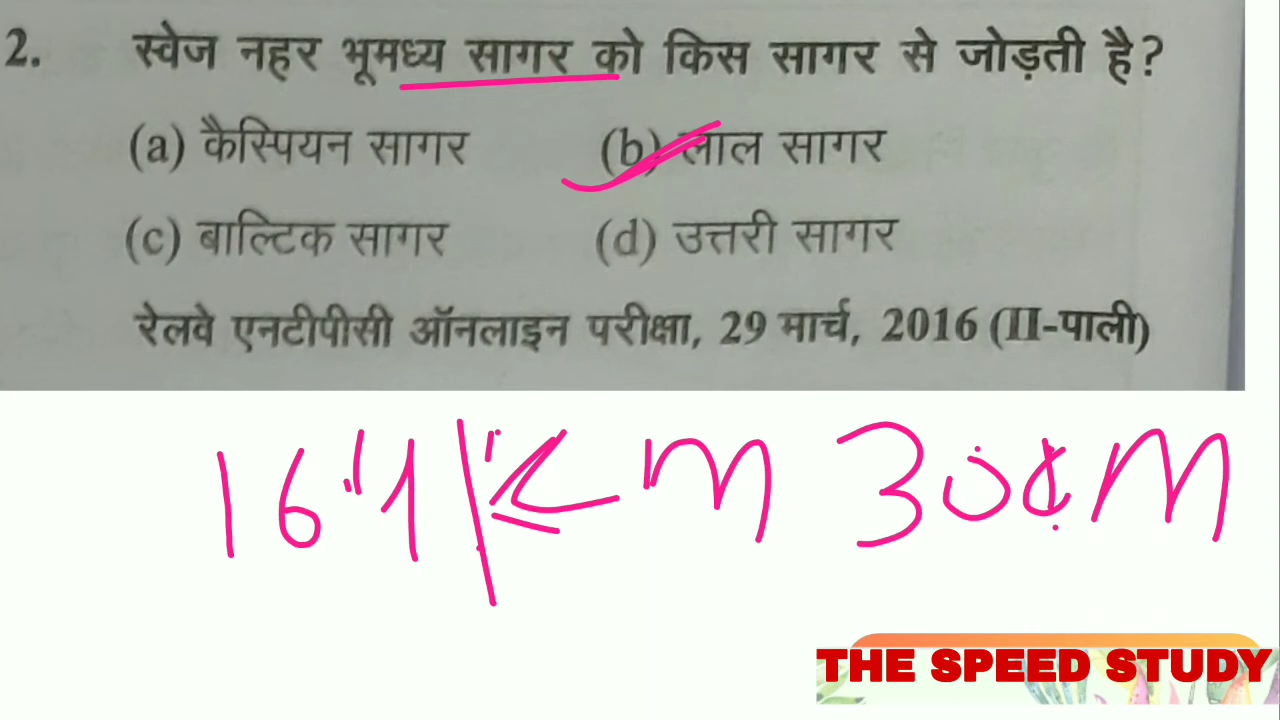 2. स्वेज नहर भूमध्य सागर को किस सागर से जोड़ती है?
(a) कैस्पियन सागर (b) लाल सागर
(c) बाल्टिक सागर (d) उत्तरी सागर
रेलवे एनटीपीसी ऑनलाइन परीक्षा, 29 मार्च, 2016 (II-पाली)
164 Km 300 M
THE SPEED STUDY